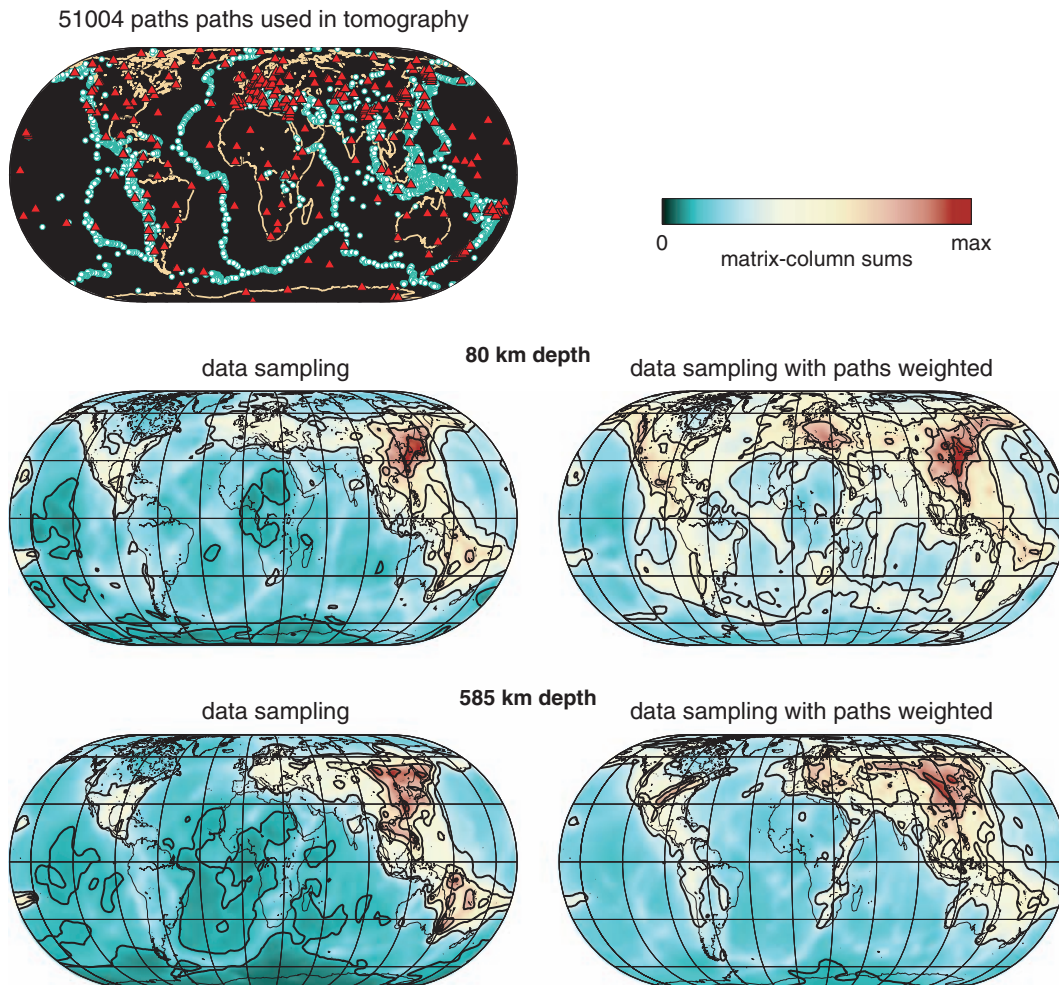 51004 paths paths used in tomography
0
max
matrix-column sums
80 km depth
data sampling
data sampling with paths weighted
585 km depth
data sampling
data sampling with paths weighted